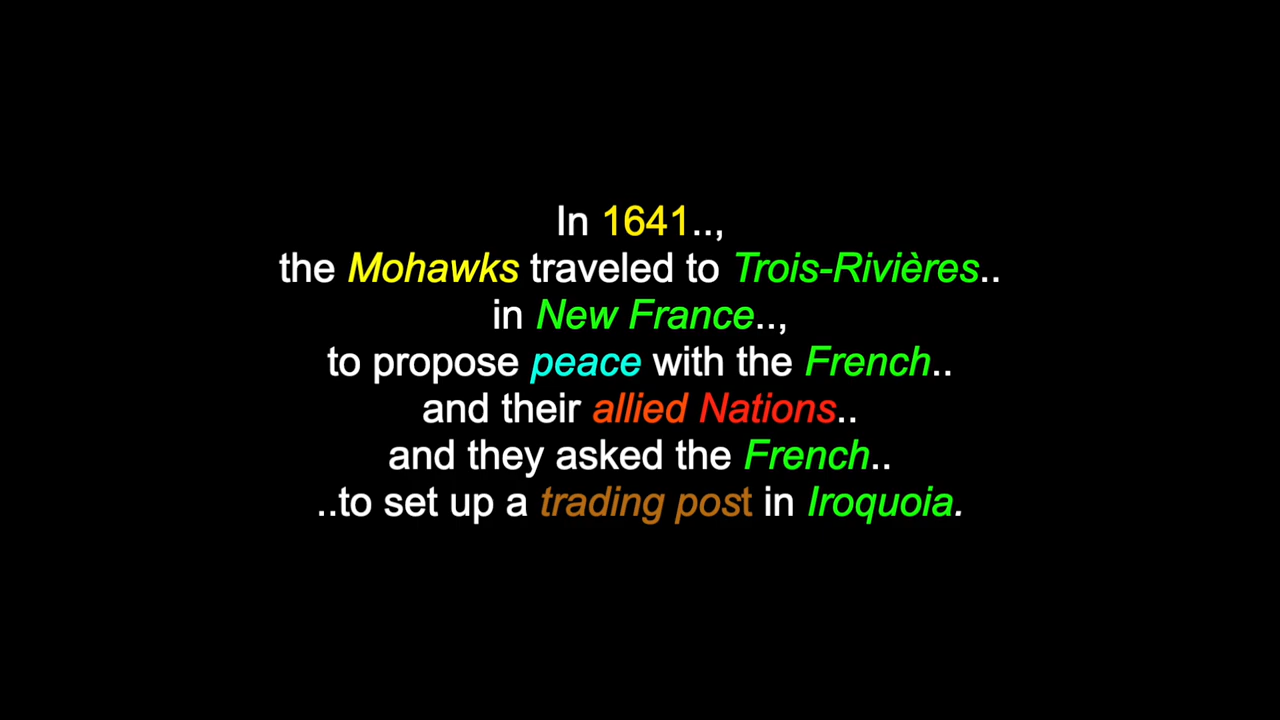 In 1641..,
the Mohawks traveled to Trois-Rivières..
in New France..,
to propose peace with the French..
and their allied Nations..
and they asked the French..
..to set up a trading post in Iroquoia.